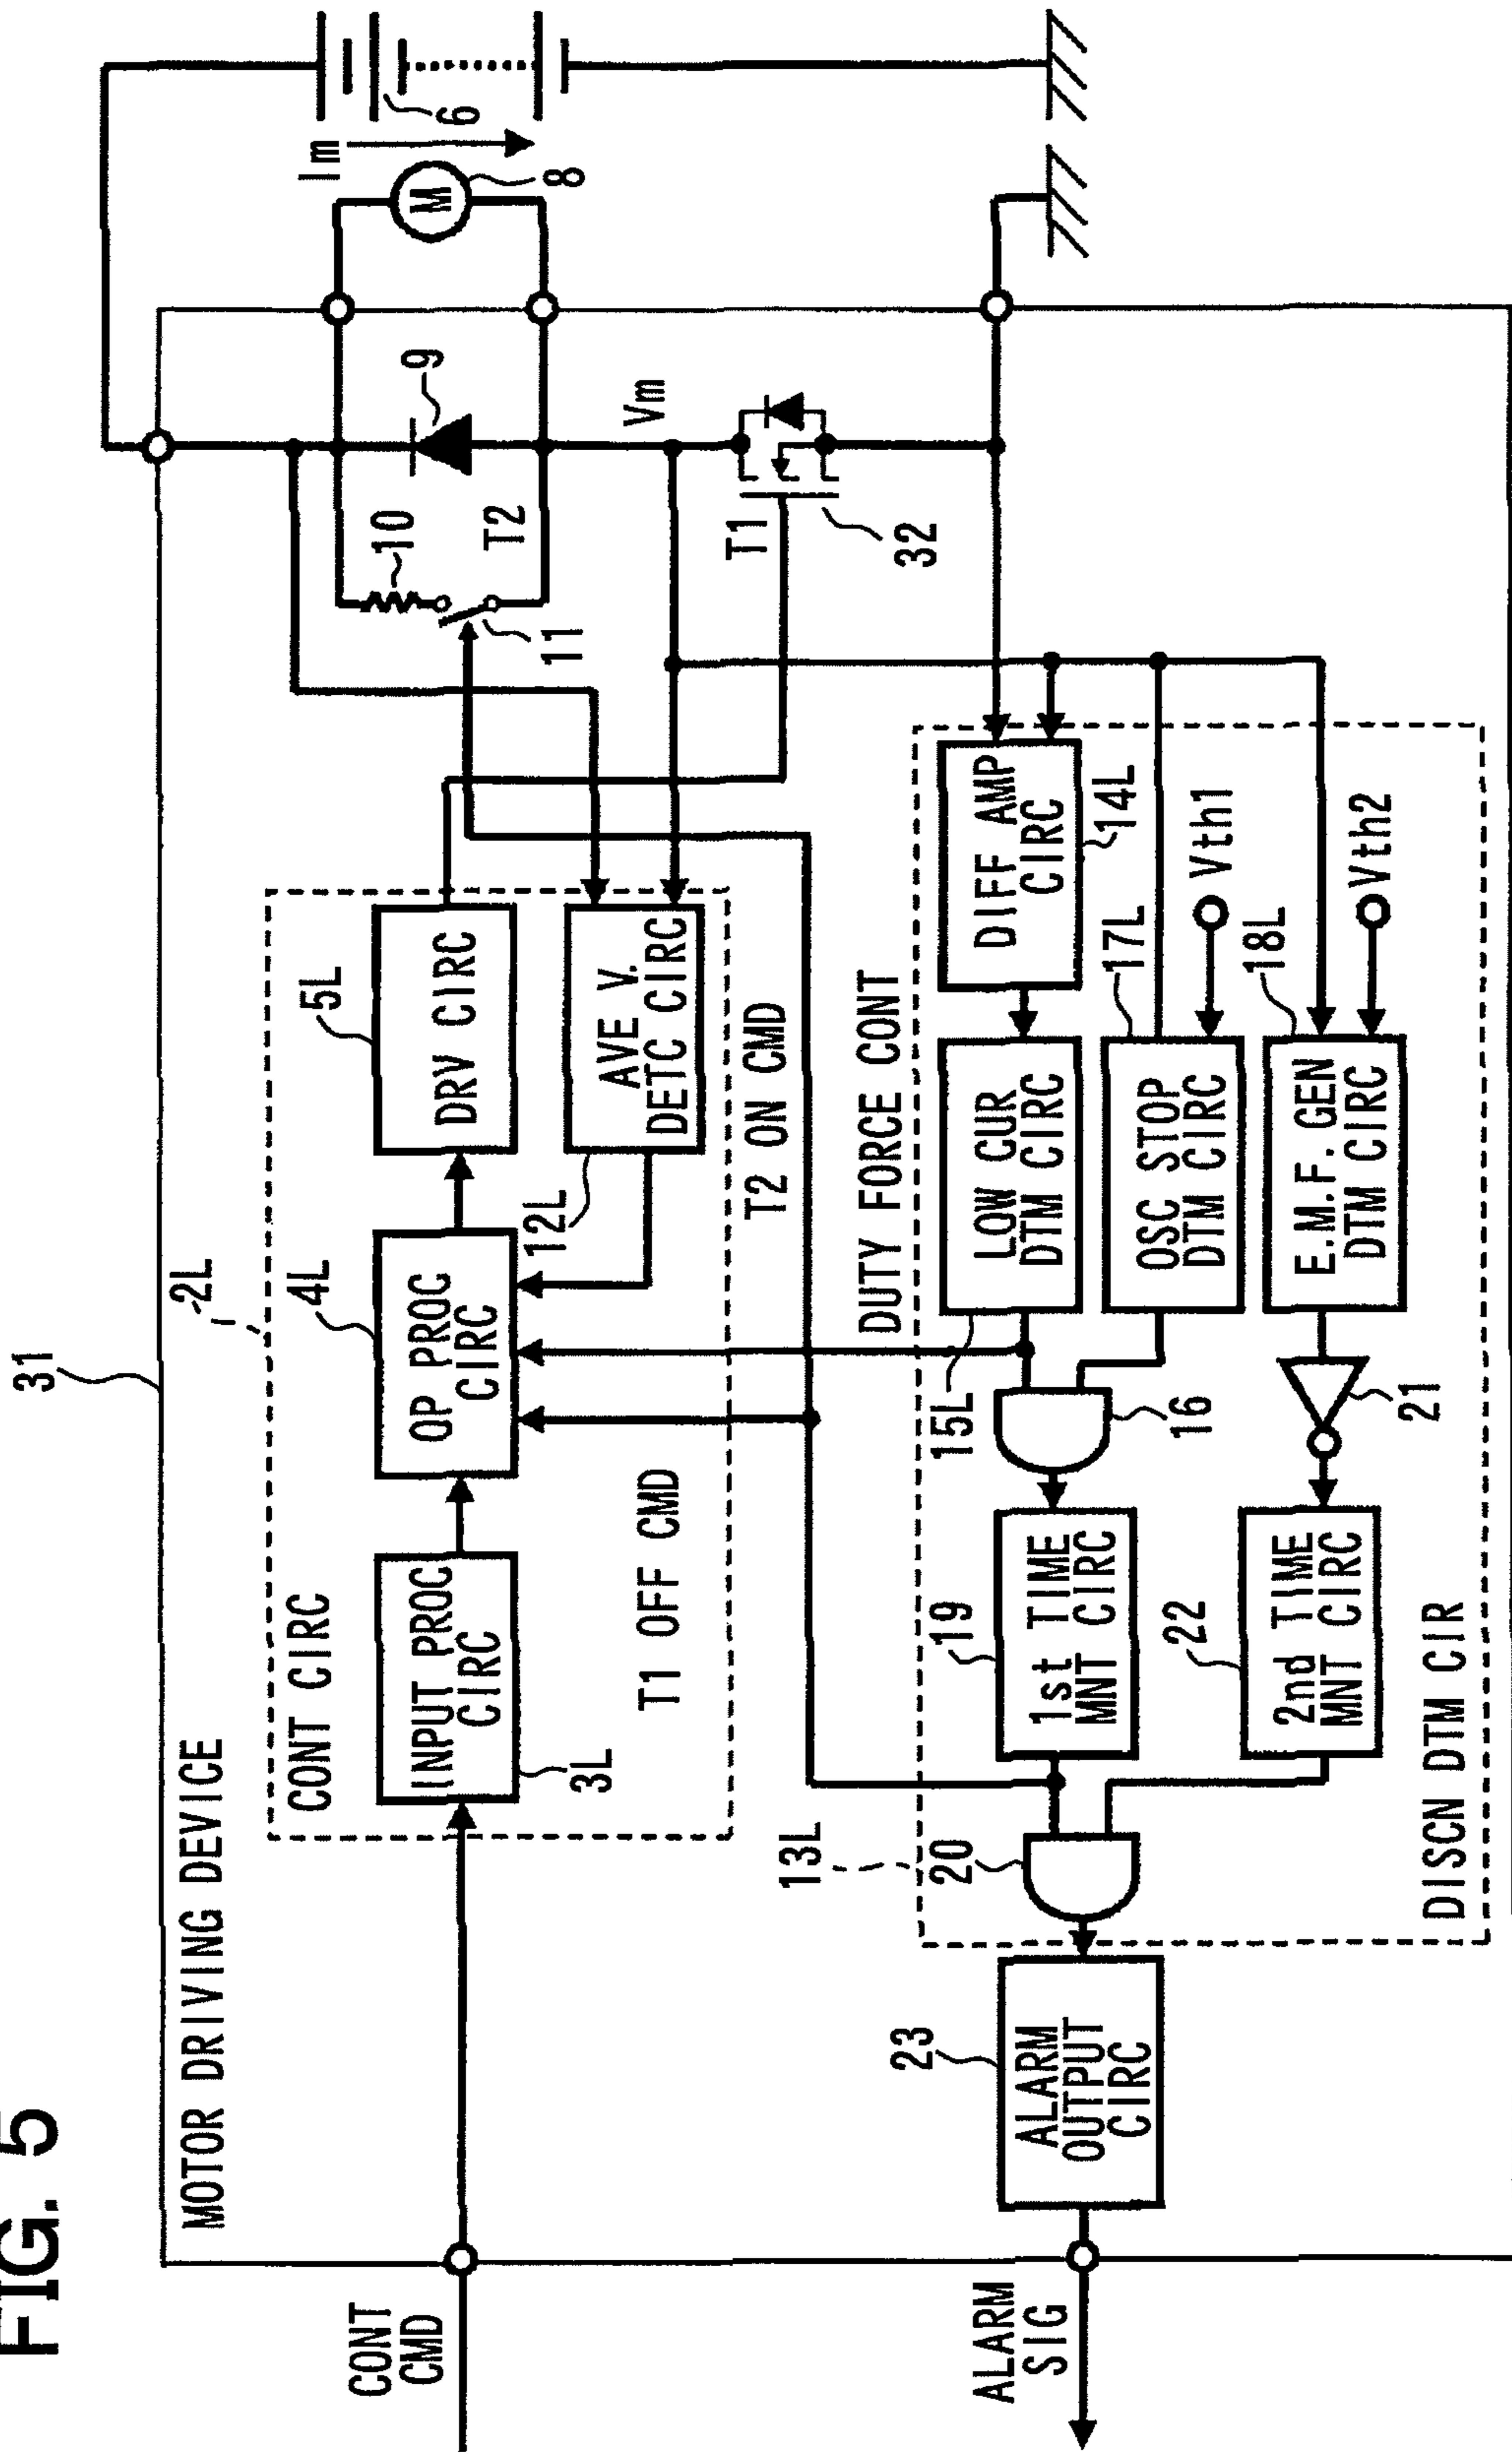 FIG. 5
31
MOTOR DRIVING DEVICE
2L
CONT CIRC
CONT
CMD
INPUT PROC
CIRC
3L
4L
OP PROC
CIRC
5L
DRV CIRC
12L
AVE V.
DETC CIRC
T1 OFF CMD
T2 ON CMD
10
T2
11
9
Im
M
8
6
Vm
T1
32
13L
DUTY FORCE CONT
DIFF AMP
CIRC
14L
LOW CUR
DTM CIRC
15L
17L
OSC STOP
DTM CIRC
Vth1
18L
E.M.F. GEN
DTM CIRC
Vth2
16
21
19
1st TIME
MNT CIRC
22
2nd TIME
MNT CIRC
20
DISCN DTM CIR
23
ALARM
OUTPUT
CIRC
ALARM
SIG